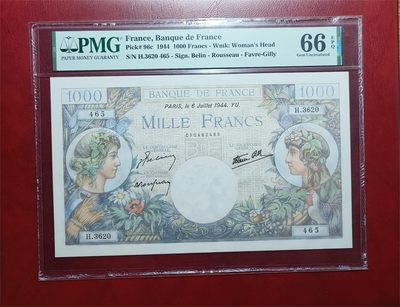 PMG
PAPER MONEY GUARANTY
France, Banque de France
Pick# 96c 1944 1000 Francs - Wmk: Woman's Head
S/N H.3620 465 - Sign. Belin - Rousseau - Favre-Gilly
66 EPQ
Gem Uncirculated
1000
BANQUE DE FRANCE
1000
PARIS, le 6 Juillet 1944. YU.
465
H.3620
MILLE FRANCS
H.3620
465